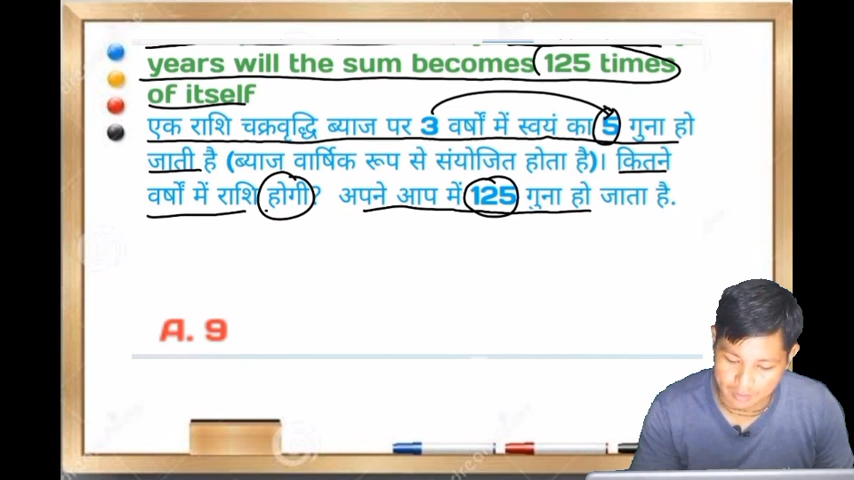 years will the sum becomes 125 times
of itself
एक राशि चक्रवृद्धि ब्याज पर 3 वर्षों में स्वयं का 5 गुना हो
जाती है (ब्याज वार्षिक रूप से संयोजित होता है)। कितने
वर्षों में राशि होगी? अपने आप में 125 गुना हो जाता है.
A. 9